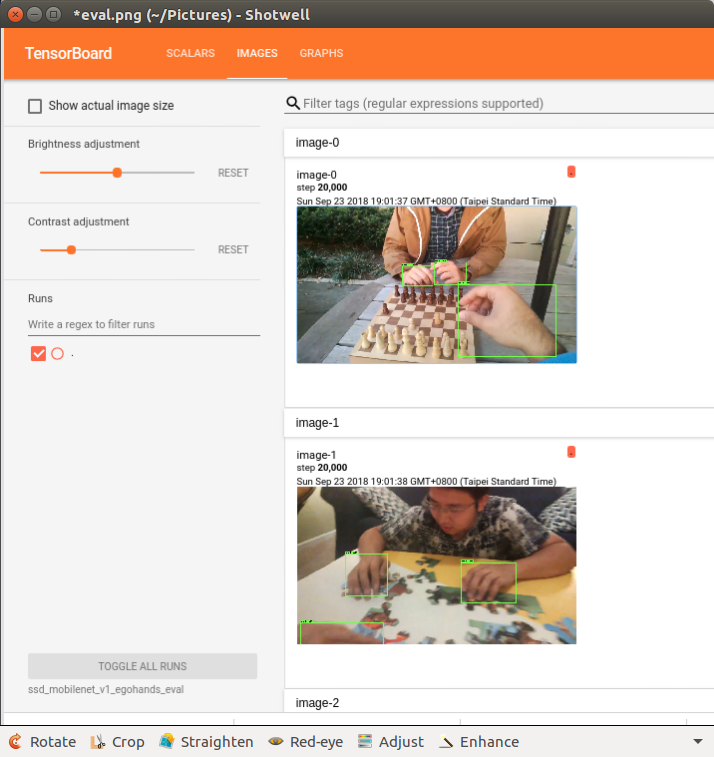 *eval.png (~/Pictures) - Shotwell
TensorBoard SCALARS IMAGES GRAPHS
Show actual image size
Filter tags (regular expressions supported)
Brightness adjustment
RESET
Contrast adjustment
RESET
Runs
Write a regex to filter runs
.
TOGGLE ALL RUNS
ssd_mobilenet_v1_egohands_eval
image-0
image-0
step 20,000
Sun Sep 23 2018 19:01:37 GMT+0800 (Taipei Standard Time)
image-1
image-1
step 20,000
Sun Sep 23 2018 19:01:38 GMT+0800 (Taipei Standard Time)
image-2
Rotate Crop Straighten Red-eye Adjust Enhance